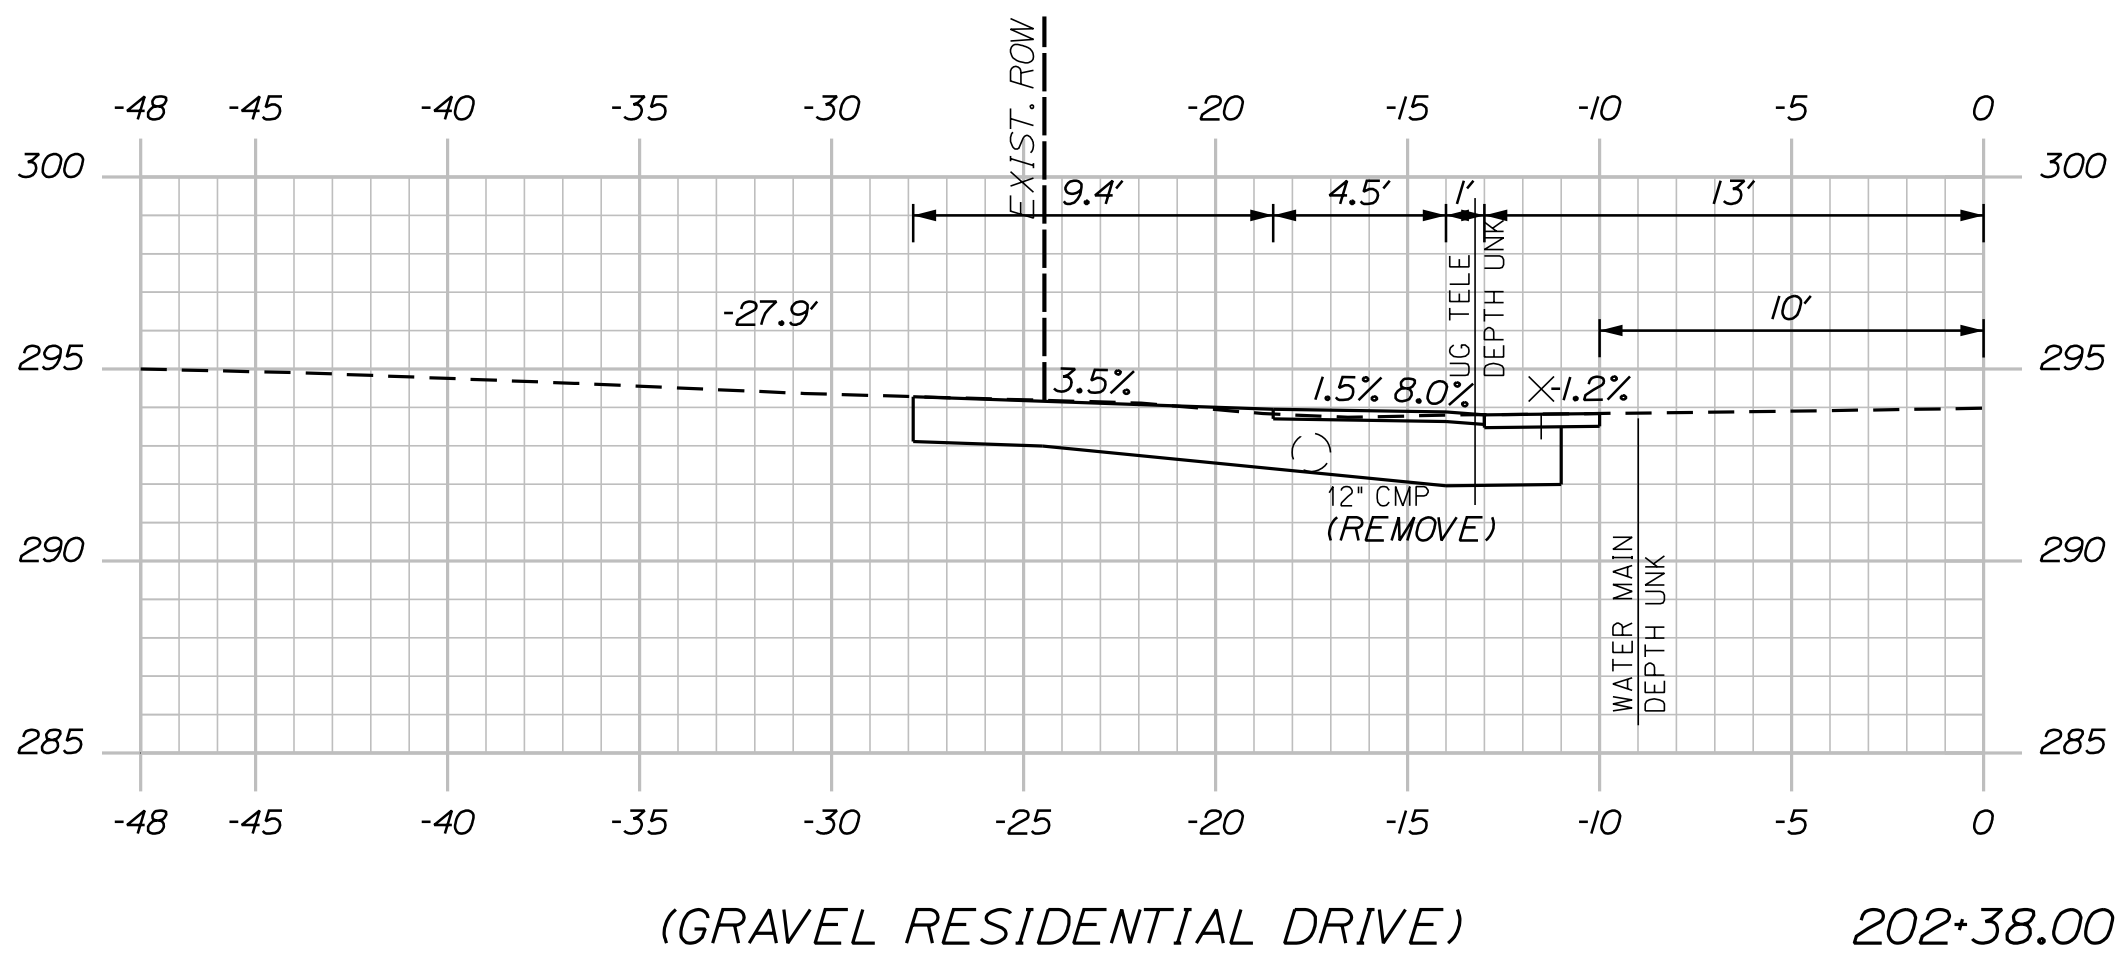 EXIST. ROW
-48 -45 -40 -35 -30 -20 -15 -10 -5 0
300 300
9.4' 4.5' 1' 13'
UG TELE
DEPTH UNK
-27.9' 10'
295 295
3.5% 1.5% 8.0% -1.2%
12" CMP
(REMOVE)
290 290
WATER MAIN
DEPTH UNK
285 285
-48 -45 -40 -35 -30 -25 -20 -15 -10 -5 0
(GRAVEL RESIDENTIAL DRIVE) 202+38.00